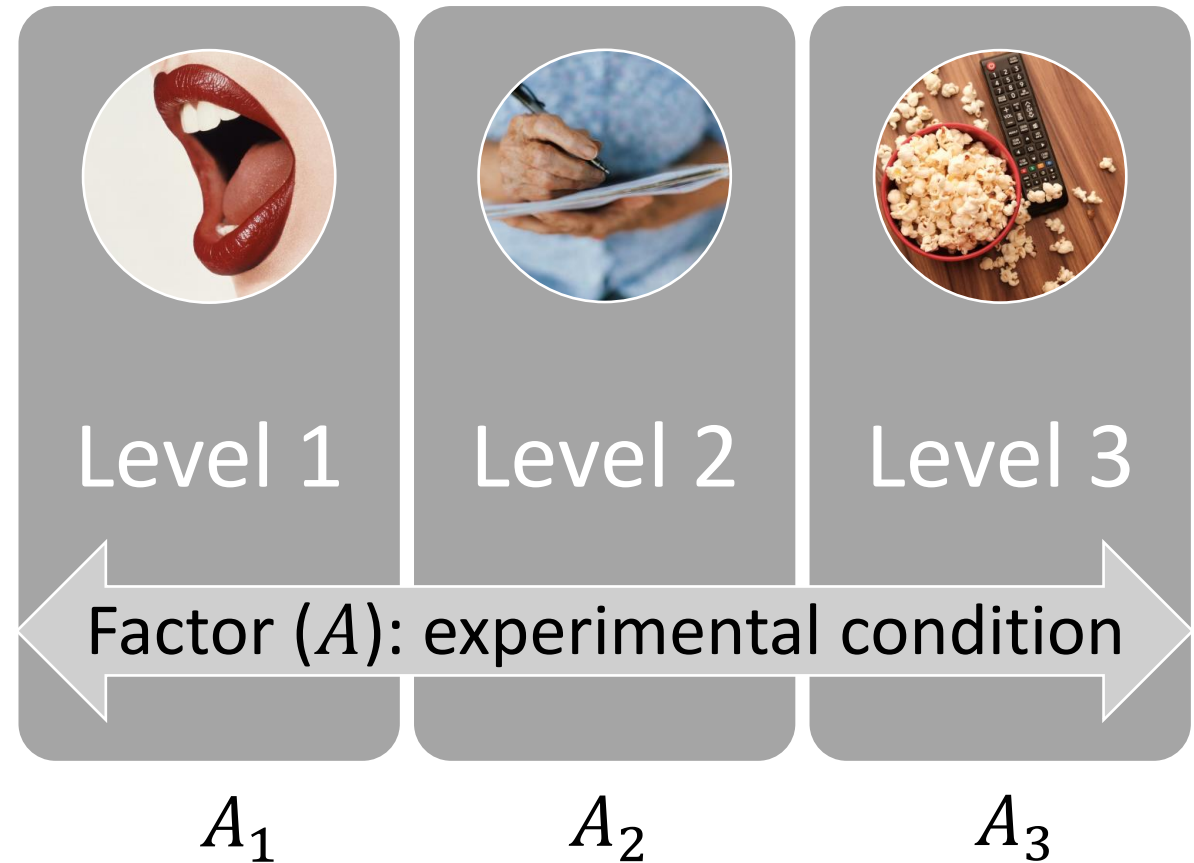 Level 1
Level 2
Level 3
Factor (A): experimental condition
A₁
A₂
A₃